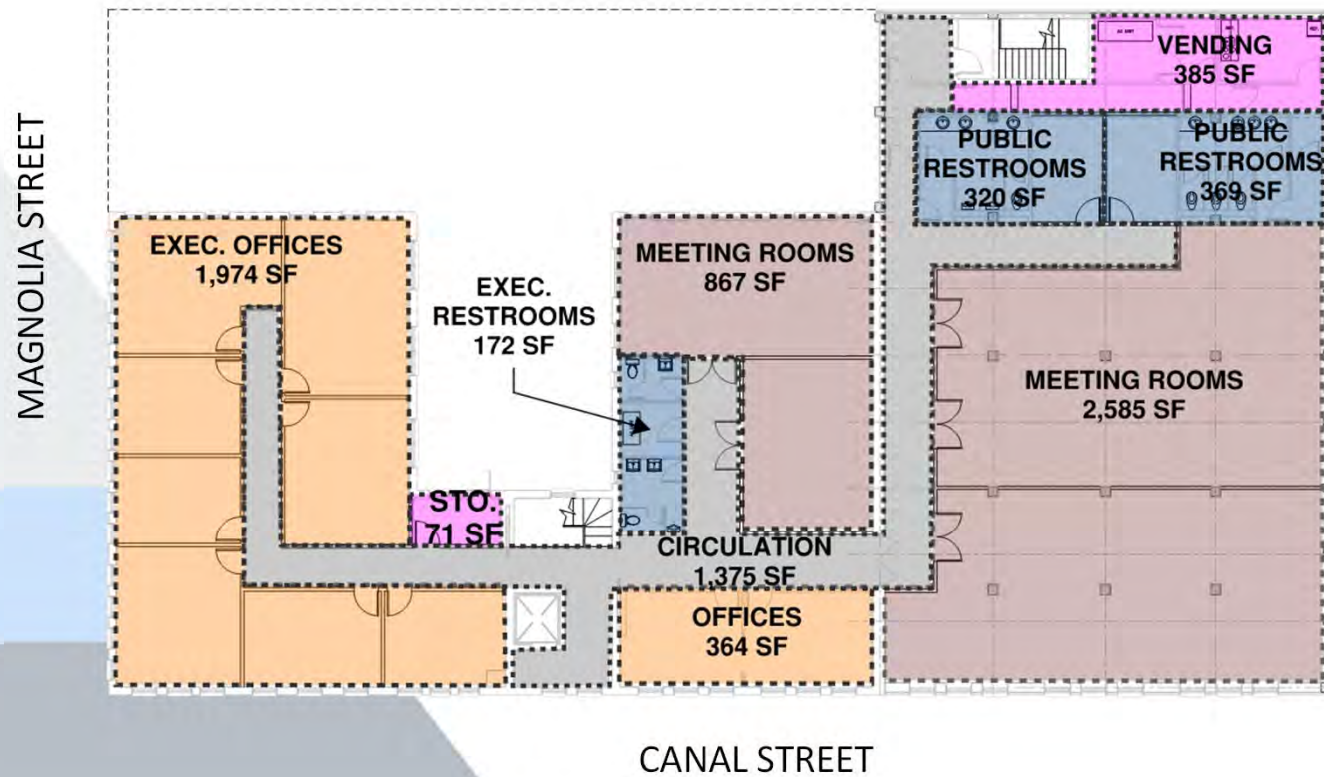 MAGNOLIA STREET
VENDING
385 SF
PUBLIC
RESTROOMS
320 SF
PUBLIC
RESTROOMS
369 SF
EXEC. OFFICES
1,974 SF
EXEC.
RESTROOMS
172 SF
MEETING ROOMS
867 SF
MEETING ROOMS
2,585 SF
STO.
71 SF
CIRCULATION
1,375 SF
OFFICES
364 SF
CANAL STREET